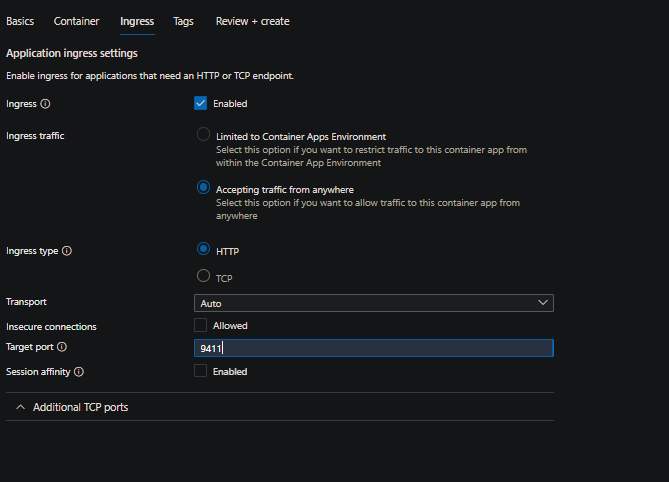 Basics Container Ingress Tags Review + create
Application ingress settings
Enable ingress for applications that need an HTTP or TCP endpoint.
Ingress Enabled
Ingress traffic Limited to Container Apps Environment
Select this option if you want to restrict traffic to this container app from
within the Container App Environment
Accepting traffic from anywhere
Select this option if you want to allow traffic to this container app from
anywhere
Ingress type HTTP
TCP
Transport Auto
Insecure connections Allowed
Target port 9411
Session affinity Enabled
Additional TCP ports